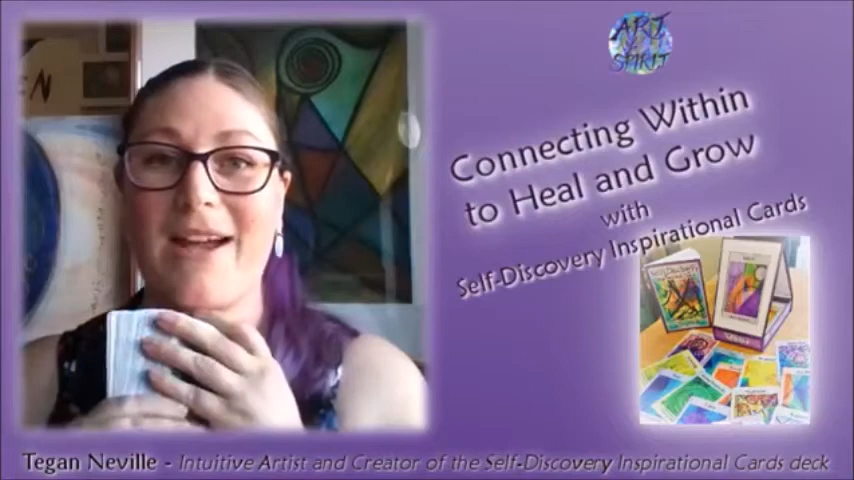 ART
SPIRIT
Connecting Within
to Heal and Grow
with
Self-Discovery Inspirational Cards
Tegan Neville - Intuitive Artist and Creator of the Self-Discovery Inspirational Cards deck